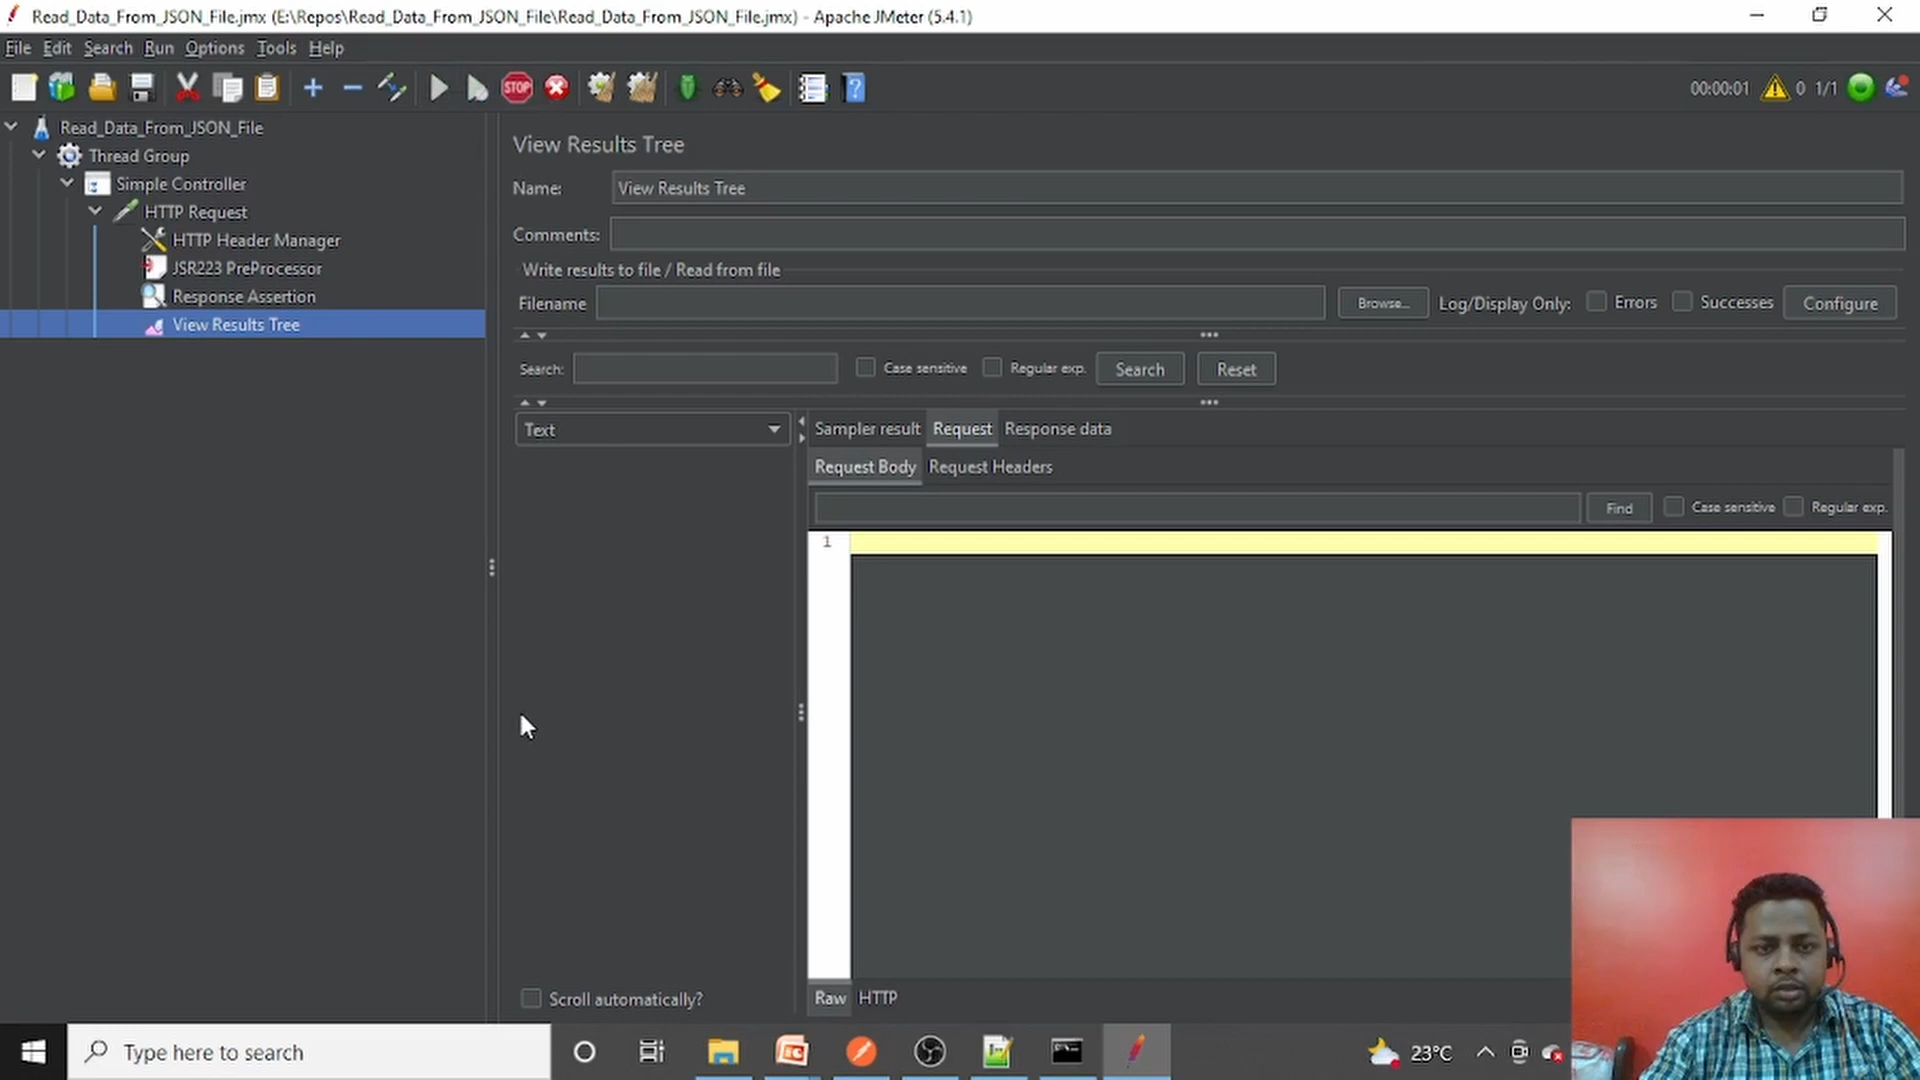 Read_Data_From_JSON_File.jmx (E:\Repos\Read_Data_From_JSON_File\Read_Data_From_JSON_File.jmx) - Apache JMeter (5.4.1)
File Edit Search Run Options Tools Help
STOP
?
00:00:01 0 1/1
Read_Data_From_JSON_File
Thread Group
Simple Controller
HTTP Request
HTTP Header Manager
JSR223 PreProcessor
Response Assertion
View Results Tree
View Results Tree
Name: View Results Tree
Comments:
Write results to file / Read from file
Filename Browse... Log/Display Only: Errors Successes Configure
Search: Case sensitive Regular exp. Search Reset
Text
Sampler result Request Response data
Request Body Request Headers
Find Case sensitive Regular exp.
1
Scroll automatically?
Raw HTTP
Type here to search
23°C